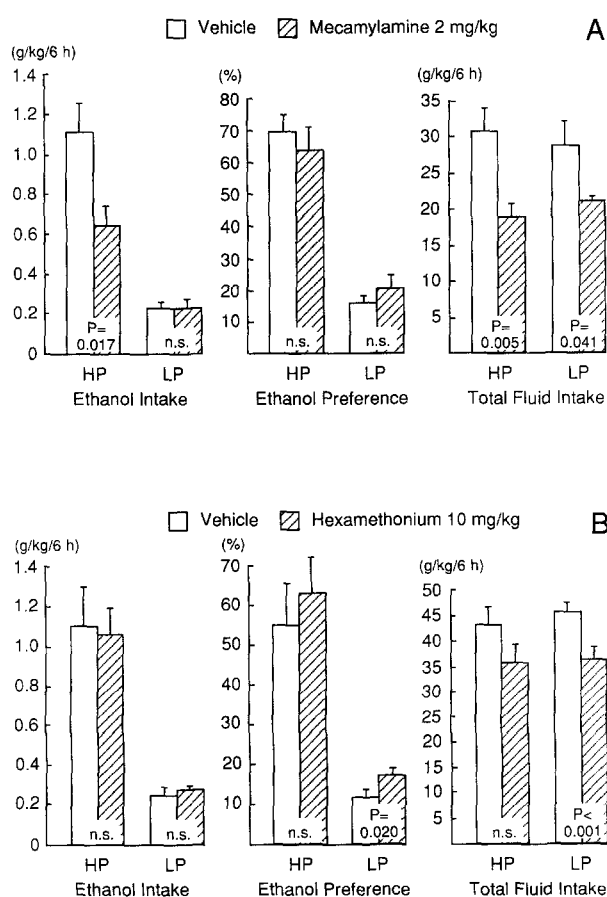 Vehicle Mecamylamine 2 mg/kg A
(g/kg/6 h) (%) (g/kg/6 h)
1.4
1.2
1.0
0.8
0.6
0.4
0.2
0
P=
0.017
n.s.
HP LP
Ethanol Intake
80
70
60
50
40
30
20
10
n.s. n.s.
HP LP
Ethanol Preference
35
30
25
20
15
10
5
P=
0.005
P=
0.041
HP LP
Total Fluid Intake
Vehicle Hexamethonium 10 mg/kg B
(g/kg/6 h) (%) (g/kg/6 h)
1.4
1.2
1.0
0.8
0.6
0.4
0.2
0
n.s. n.s.
HP LP
Ethanol Intake
70
60
50
40
30
20
10
n.s.
P=
0.020
HP LP
Ethanol Preference
50
45
40
35
30
25
20
15
10
5
n.s.
P<
0.001
HP LP
Total Fluid Intake